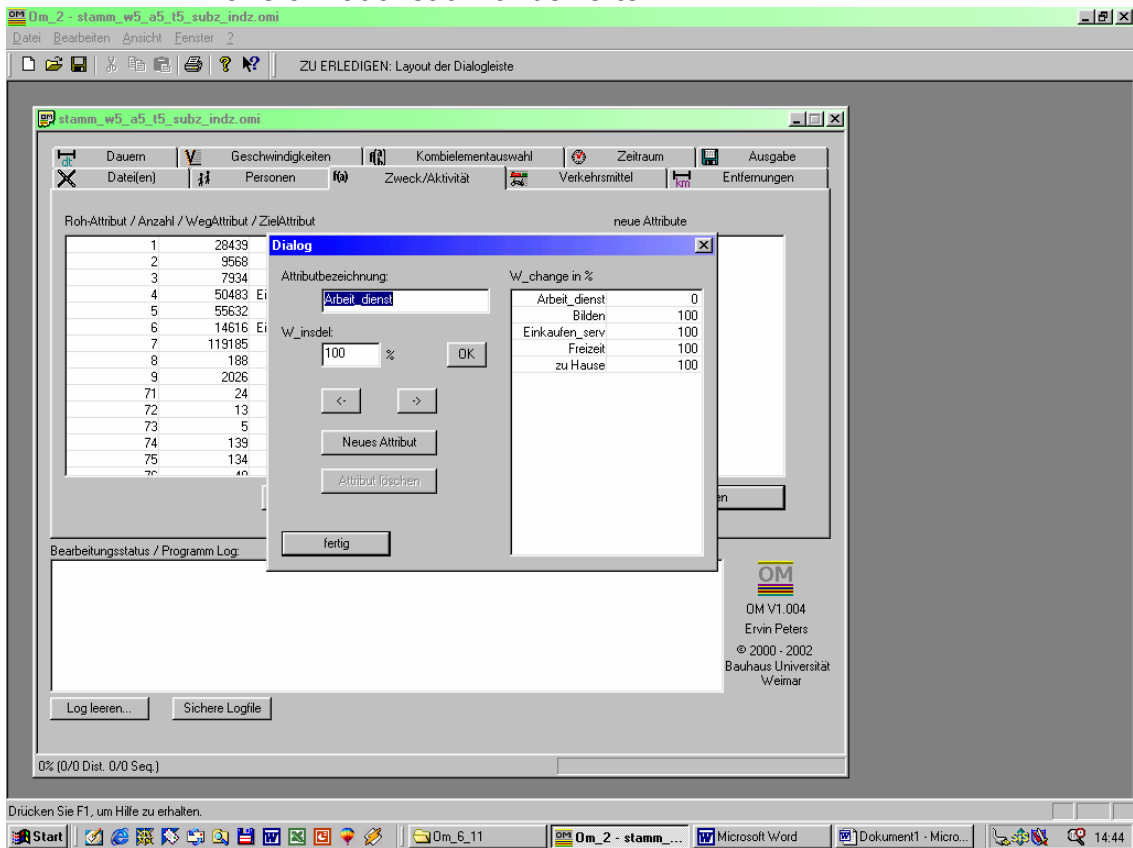 Om_2 - stamm_w5_a5_t5_subz_indz.omi
Datei Bearbeiten Ansicht Fenster ?
ZU ERLEDIGEN: Layout der Dialogleiste
stamm_w5_a5_t5_subz_indz.omi
Dauern Geschwindigkeiten Kombielementauswahl Zeitraum Ausgabe
Datei(en) Personen f(a) Zweck/Aktivität Verkehrsmittel km Entfernungen
Roh-Attribut / Anzahl / WegAttribut / ZielAttribut neue Attribute
1 28439
2 9568
3 7934
4 50483 Ei
5 55632
6 14616 Ei
7 119185
8 188
9 2026
71 24
72 13
73 5
74 139
75 134
Dialog
Attributbezeichnung: W_change in %
Arbeit_dienst
W_insdel:
100 % OK
<- ->
Neues Attribut
Attribut löschen
fertig
Arbeit_dienst 0
Bilden 100
Einkaufen_serv 100
Freizeit 100
zu Hause 100
en
Bearbeitungsstatus / Programm Log:
OM
OM V1.004
Ervin Peters
© 2000 - 2002
Bauhaus Universität
Weimar
Log leeren... Sichere Logfile
0% (0/0 Dist. 0/0 Seq.)
Drücken Sie F1, um Hilfe zu erhalten.
Start Om_6_11 Om_2 - stamm_... Microsoft Word Dokument1 - Micro... 14:44